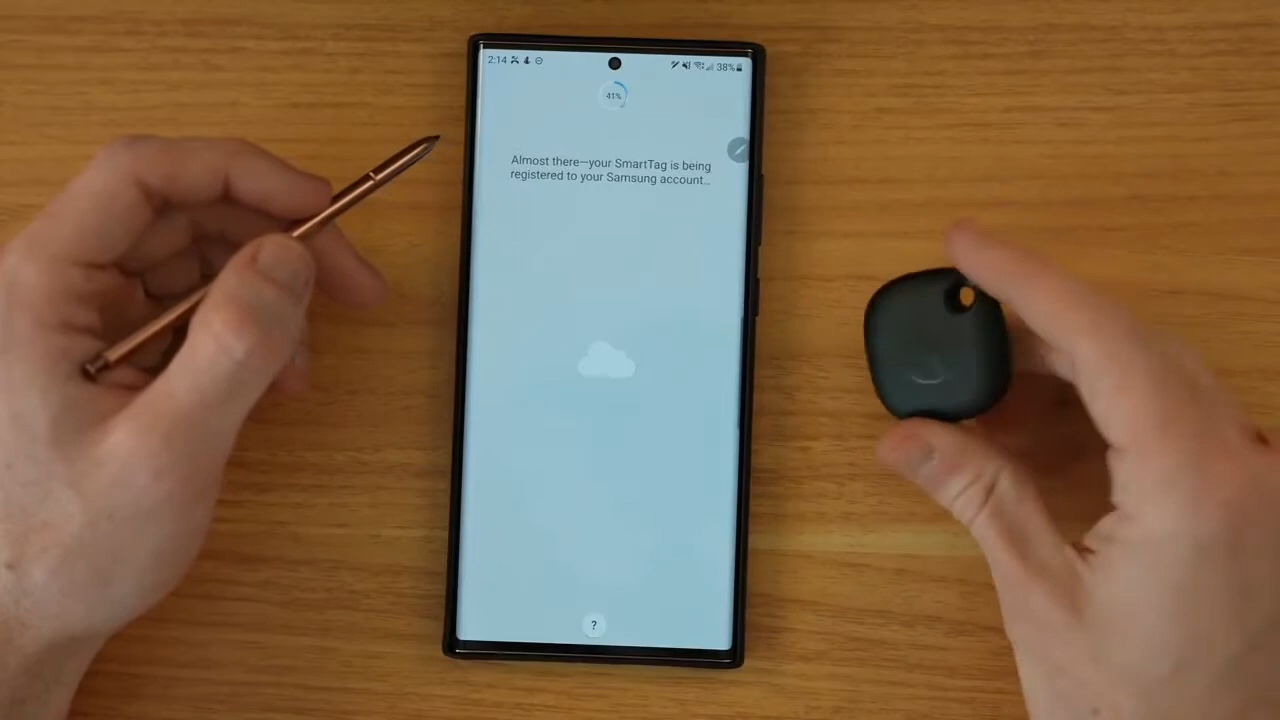 2:14
38%
41%
Almost there—your SmartTag is being
registered to your Samsung account...
?